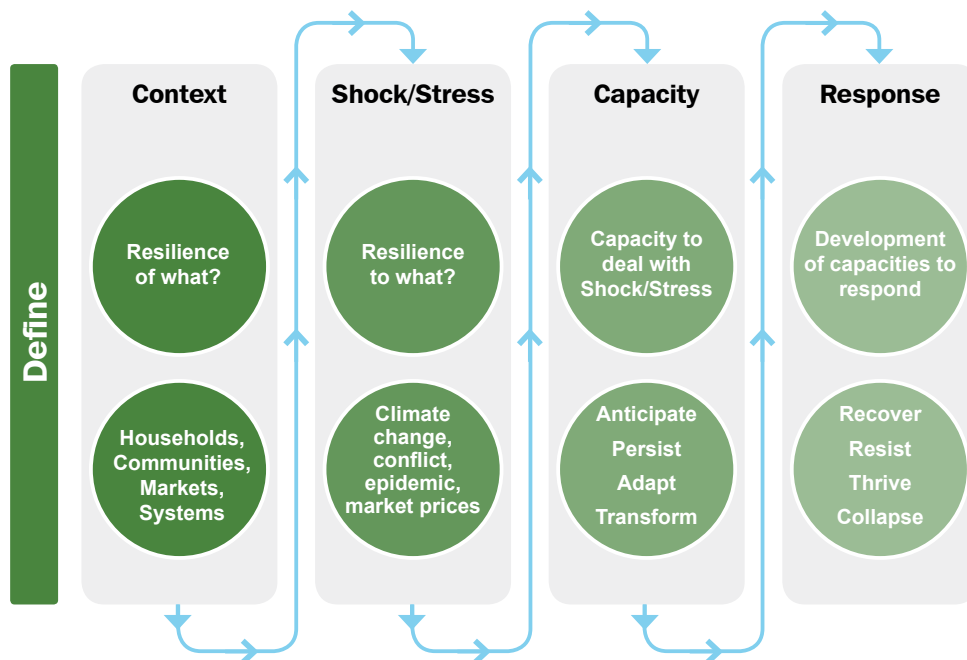 Define
Context
Resilience
of what?
Households,
Communities,
Markets,
Systems
Shock/Stress
Resilience
to what?
Climate
change,
conflict,
epidemic,
market prices
Capacity
Capacity to
deal with
Shock/Stress
Anticipate
Persist
Adapt
Transform
Response
Development
of capacities to
respond
Recover
Resist
Thrive
Collapse